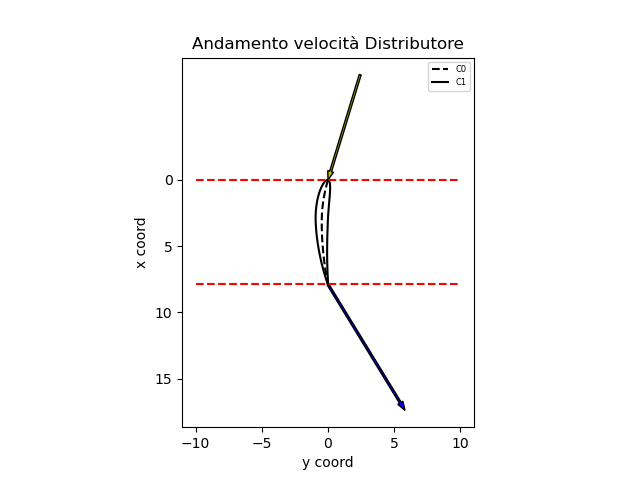 Andamento velocità Distributore
C0
C1
0
5
10
15
x coord
−10
−5
0
5
10
y coord